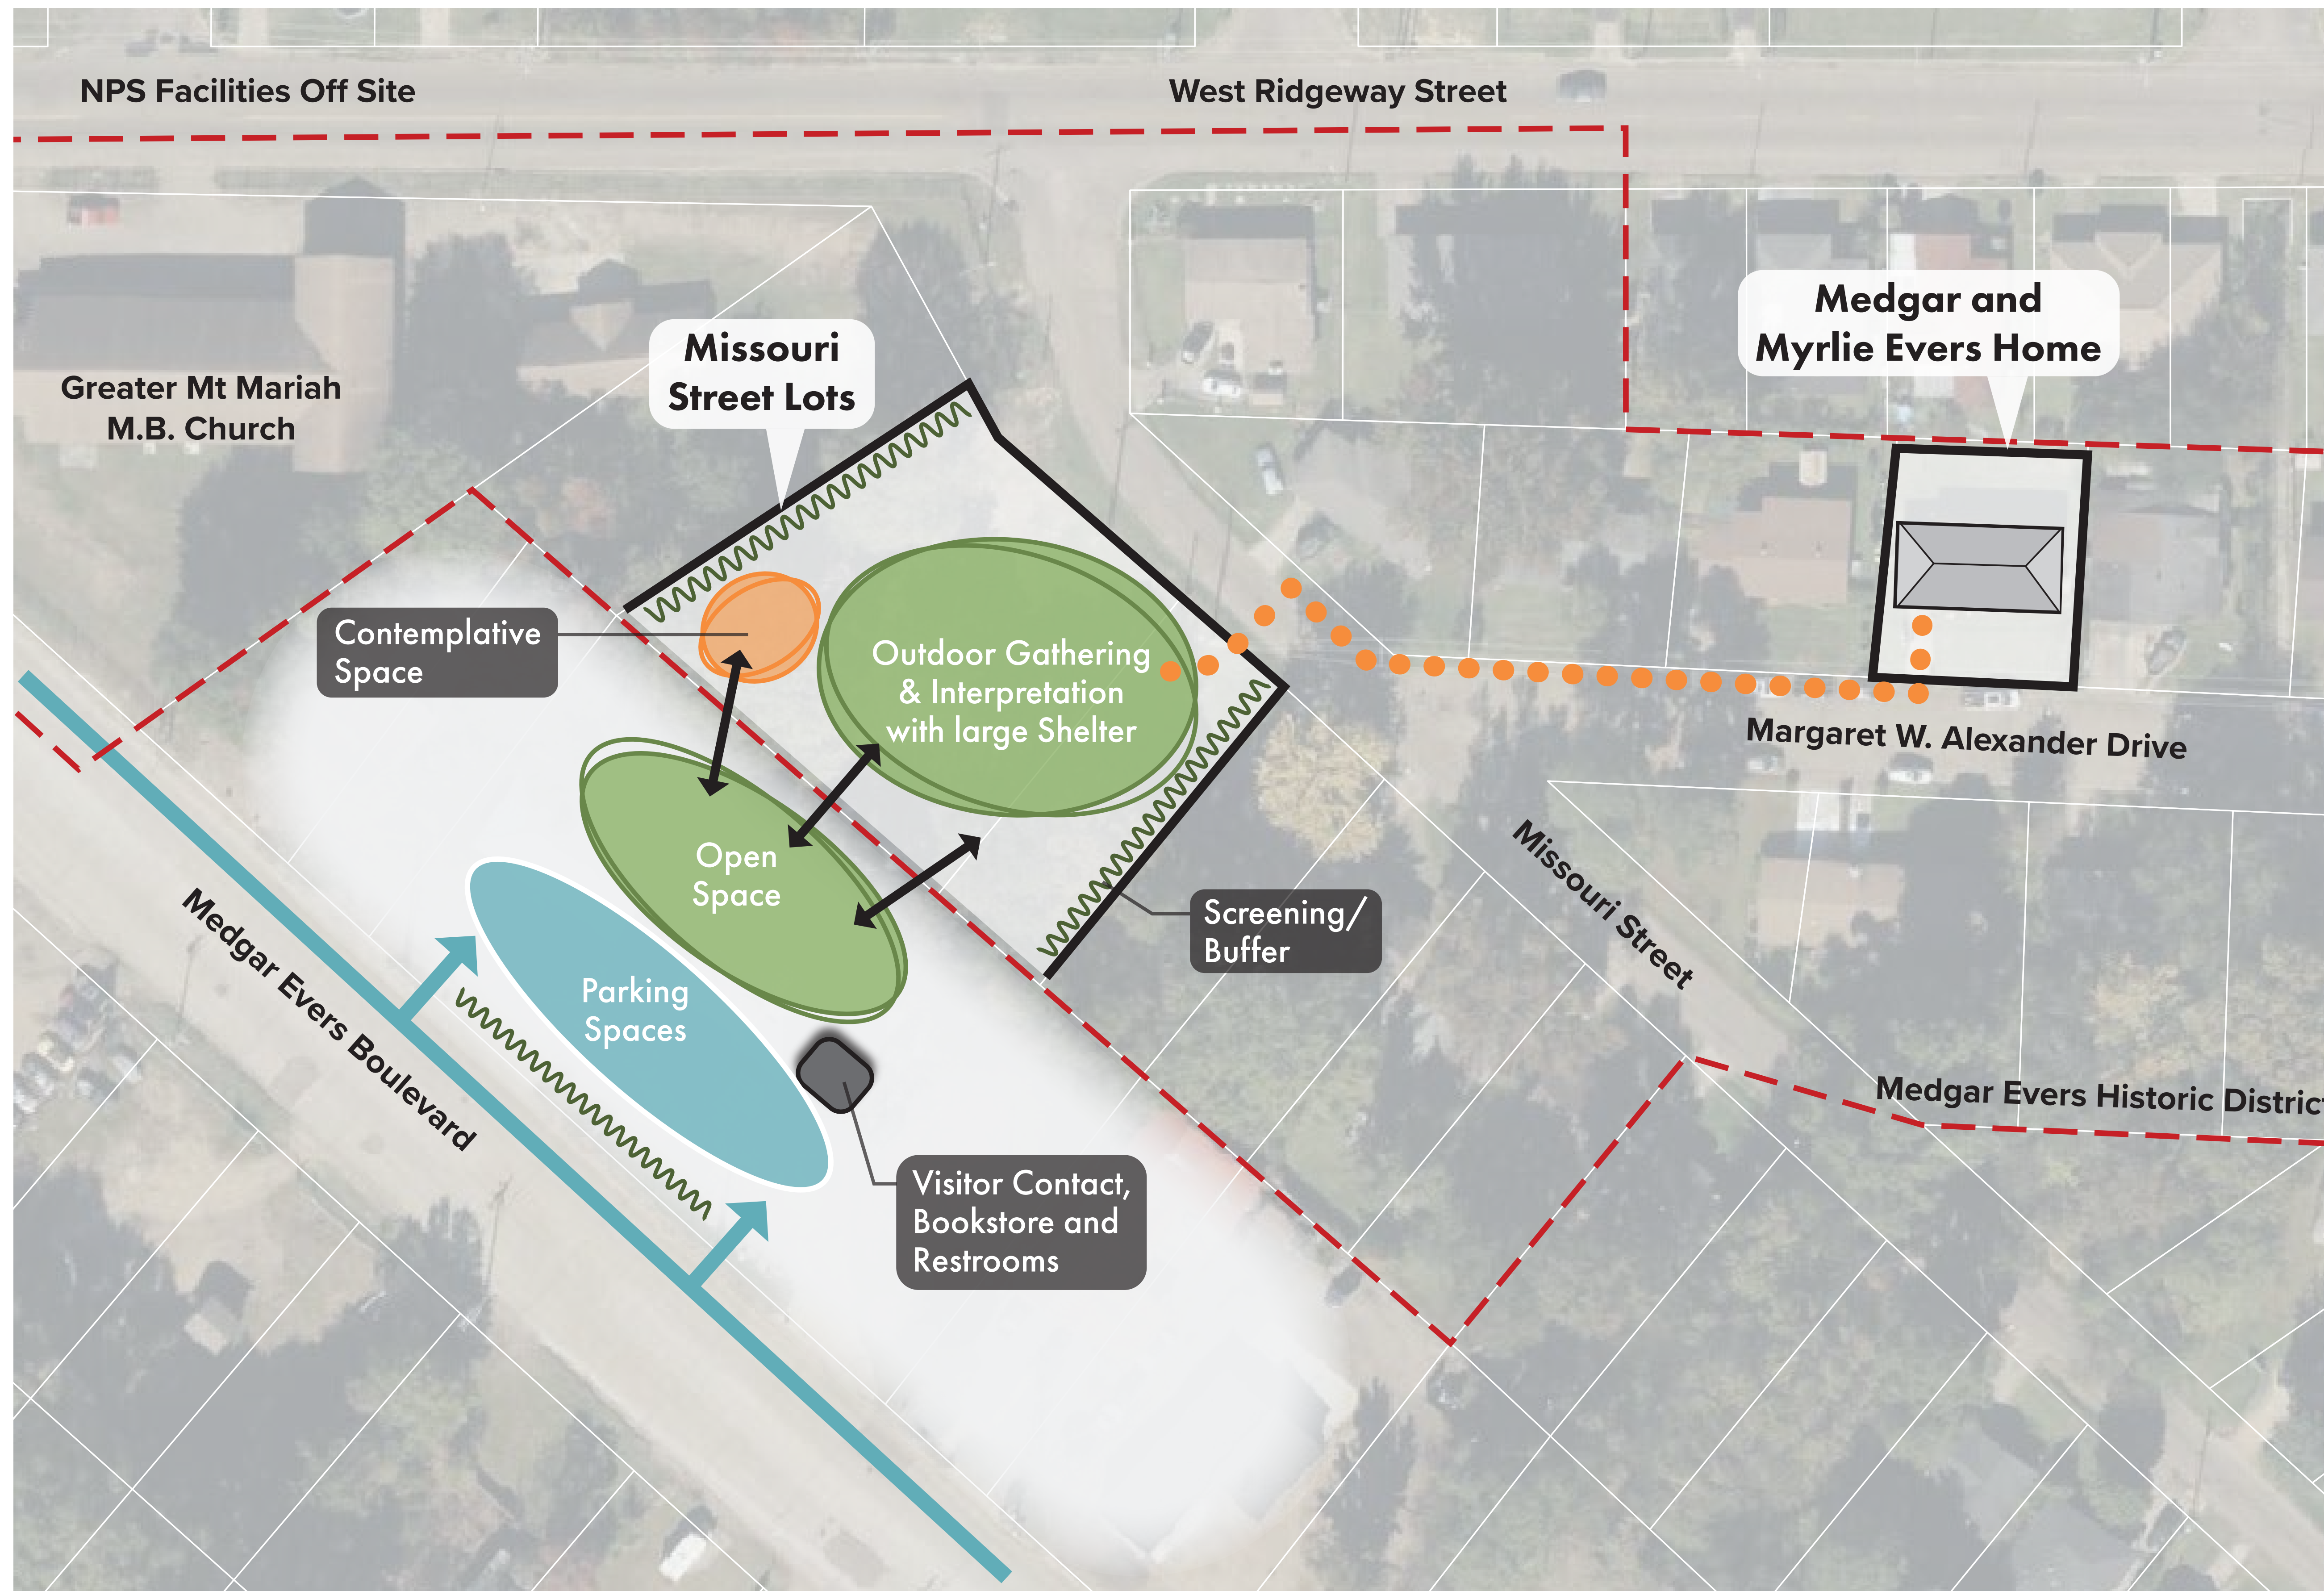 NPS Facilities Off Site
West Ridgeway Street
Medgar and
Myrlie Evers Home
Missouri
Street Lots
Greater Mt Mariah
M.B. Church
Contemplative
Space
Outdoor Gathering
& Interpretation
with large Shelter
Margaret W. Alexander Drive
Open
Space
Missouri Street
Screening/
Buffer
Parking
Spaces
Medgar Evers Boulevard
Medgar Evers Historic District
Visitor Contact,
Bookstore and
Restrooms